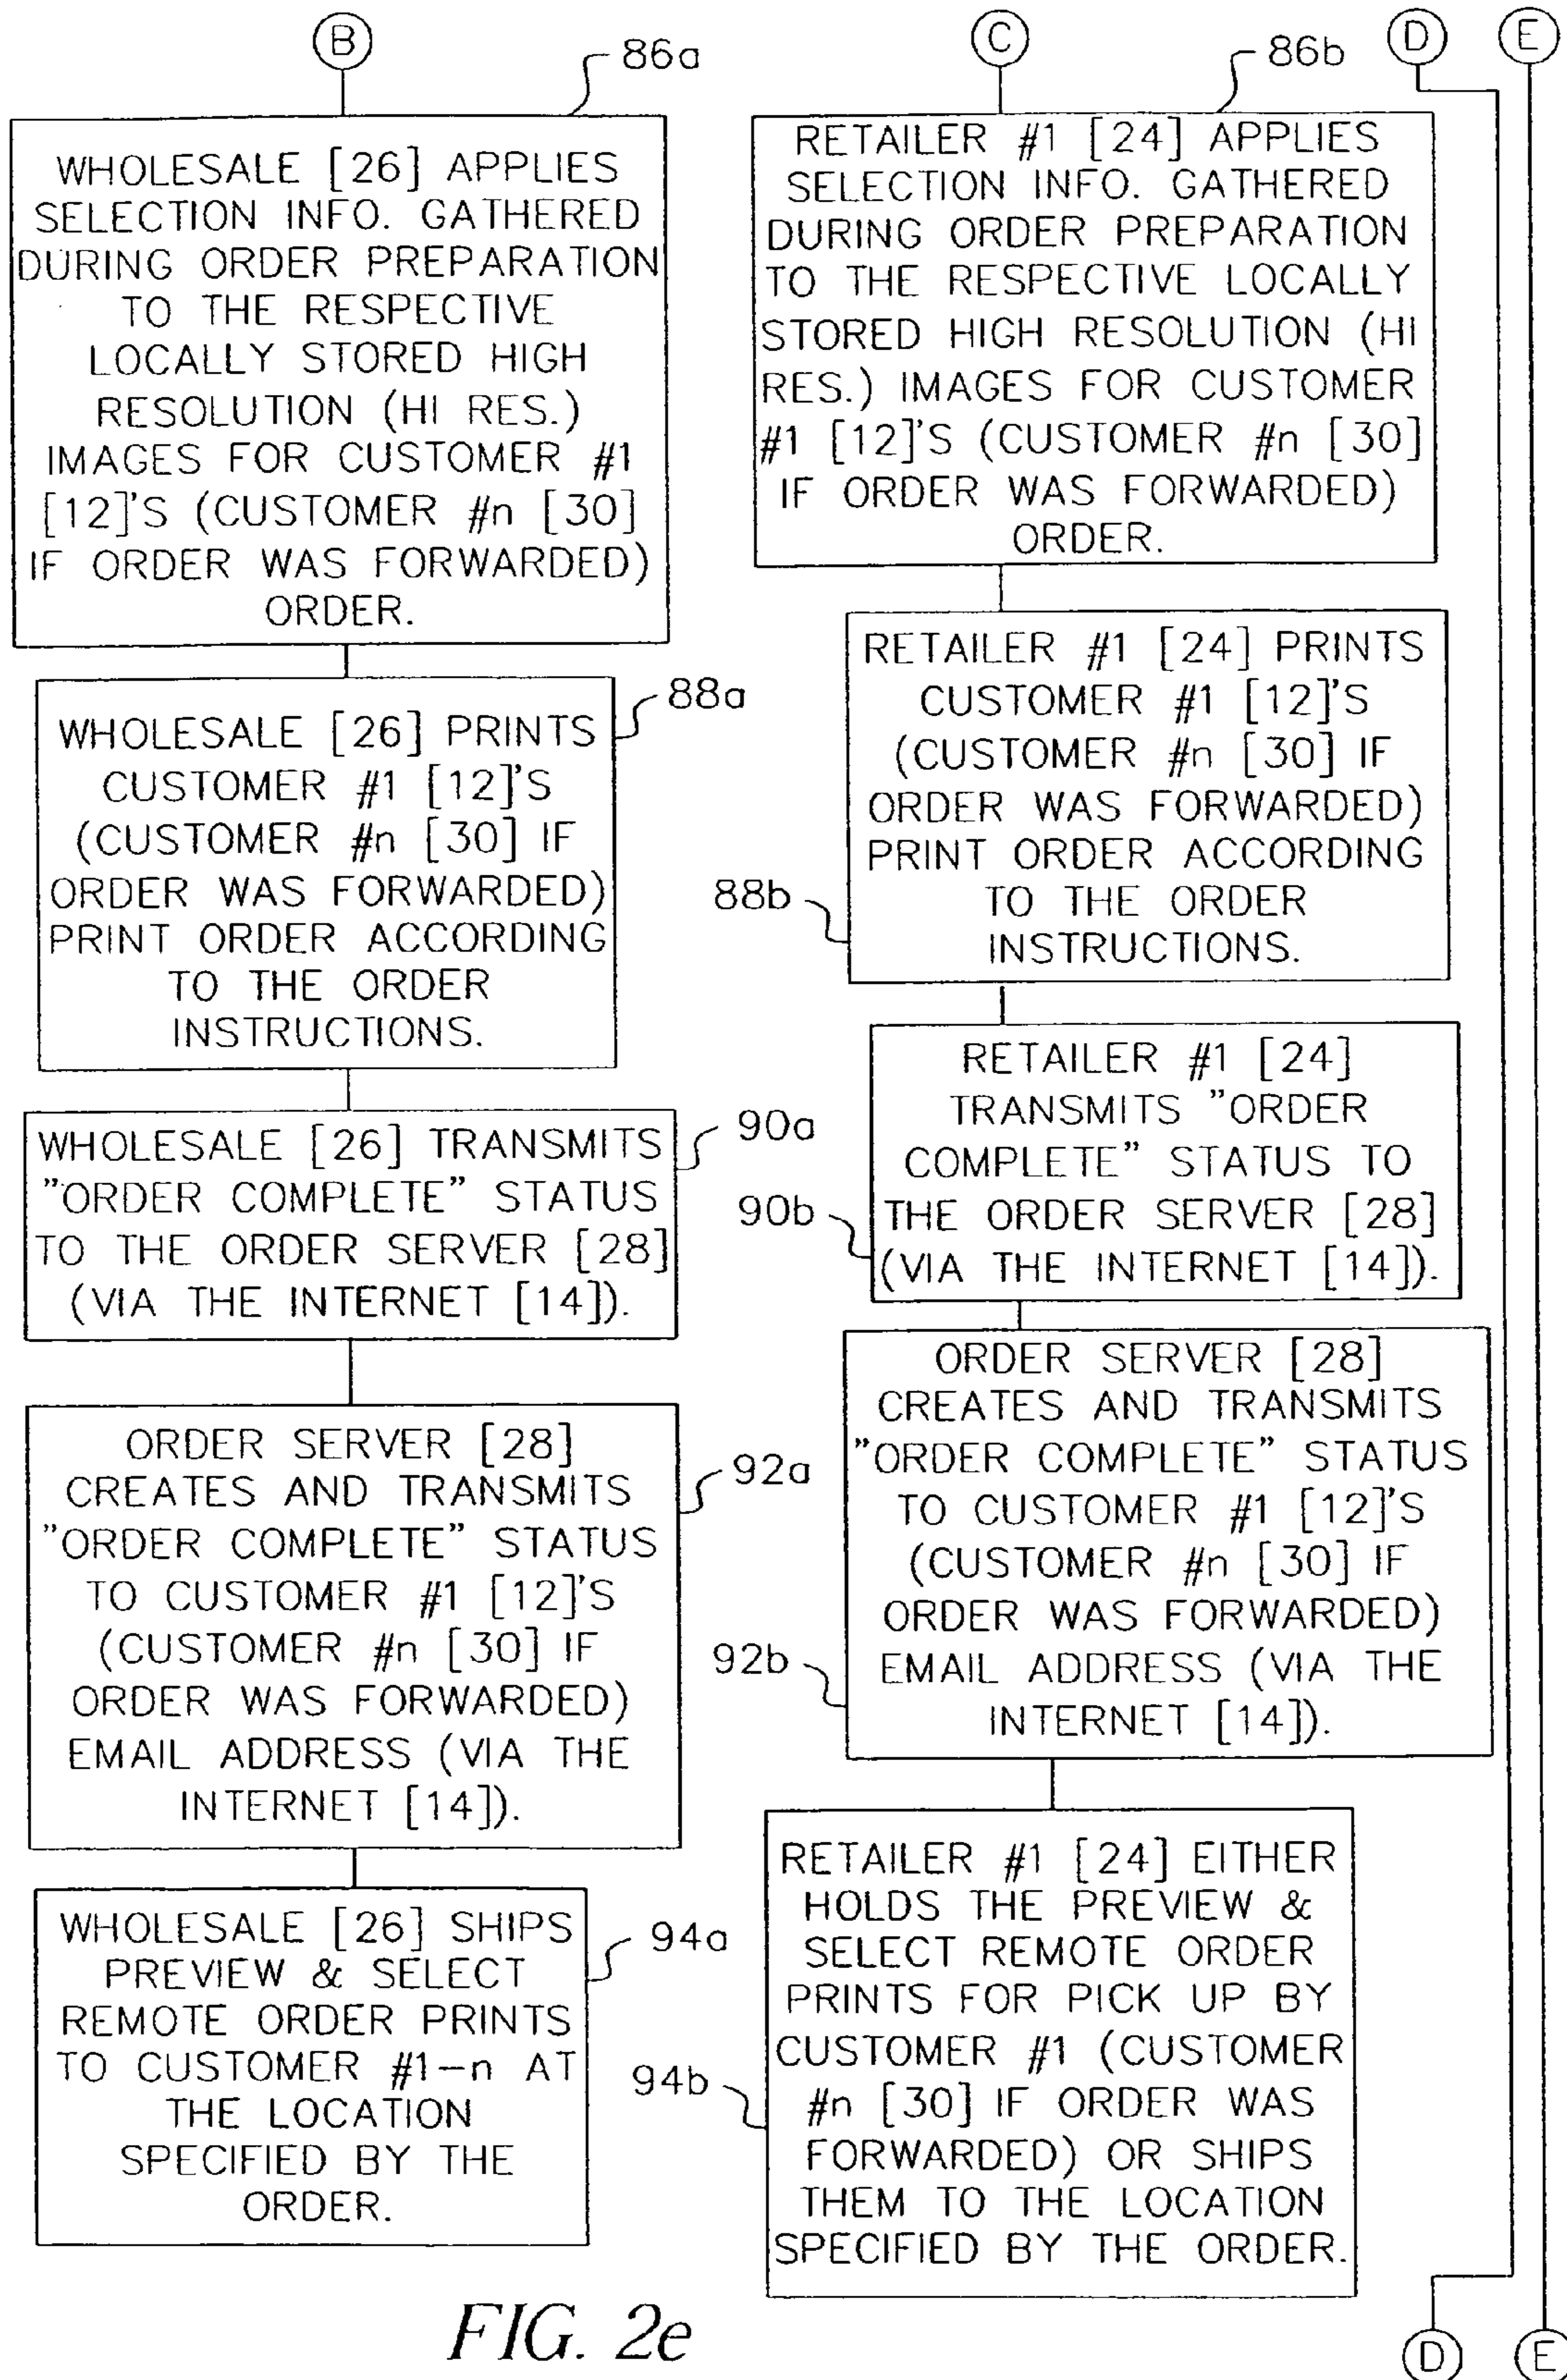 B
86a
WHOLESALE [26] APPLIES
SELECTION INFO. GATHERED
DURING ORDER PREPARATION
TO THE RESPECTIVE
LOCALLY STORED HIGH
RESOLUTION (HI RES.)
IMAGES FOR CUSTOMER #1
[12]'S (CUSTOMER #n [30]
IF ORDER WAS FORWARDED)
ORDER.
88a
WHOLESALE [26] PRINTS
CUSTOMER #1 [12]'S
(CUSTOMER #n [30] IF
ORDER WAS FORWARDED)
PRINT ORDER ACCORDING
TO THE ORDER
INSTRUCTIONS.
90a
WHOLESALE [26] TRANSMITS
"ORDER COMPLETE" STATUS
TO THE ORDER SERVER [28]
(VIA THE INTERNET [14]).
92a
ORDER SERVER [28]
CREATES AND TRANSMITS
"ORDER COMPLETE" STATUS
TO CUSTOMER #1 [12]'S
(CUSTOMER #n [30] IF
ORDER WAS FORWARDED)
EMAIL ADDRESS (VIA THE
INTERNET [14]).
94a
WHOLESALE [26] SHIPS
PREVIEW & SELECT
REMOTE ORDER PRINTS
TO CUSTOMER #1-n AT
THE LOCATION
SPECIFIED BY THE
ORDER.
C
86b
RETAILER #1 [24] APPLIES
SELECTION INFO. GATHERED
DURING ORDER PREPARATION
TO THE RESPECTIVE LOCALLY
STORED HIGH RESOLUTION (HI
RES.) IMAGES FOR CUSTOMER
#1 [12]'S (CUSTOMER #n [30]
IF ORDER WAS FORWARDED)
ORDER.
88b
RETAILER #1 [24] PRINTS
CUSTOMER #1 [12]'S
(CUSTOMER #n [30] IF
ORDER WAS FORWARDED)
PRINT ORDER ACCORDING
TO THE ORDER
INSTRUCTIONS.
90b
RETAILER #1 [24]
TRANSMITS "ORDER
COMPLETE" STATUS TO
THE ORDER SERVER [28]
(VIA THE INTERNET [14]).
92b
ORDER SERVER [28]
CREATES AND TRANSMITS
"ORDER COMPLETE" STATUS
TO CUSTOMER #1 [12]'S
(CUSTOMER #n [30] IF
ORDER WAS FORWARDED)
EMAIL ADDRESS (VIA THE
INTERNET [14]).
94b
RETAILER #1 [24] EITHER
HOLDS THE PREVIEW &
SELECT REMOTE ORDER
PRINTS FOR PICK UP BY
CUSTOMER #1 (CUSTOMER
#n [30] IF ORDER WAS
FORWARDED) OR SHIPS
THEM TO THE LOCATION
SPECIFIED BY THE ORDER.
D
E
D
E
FIG. 2e